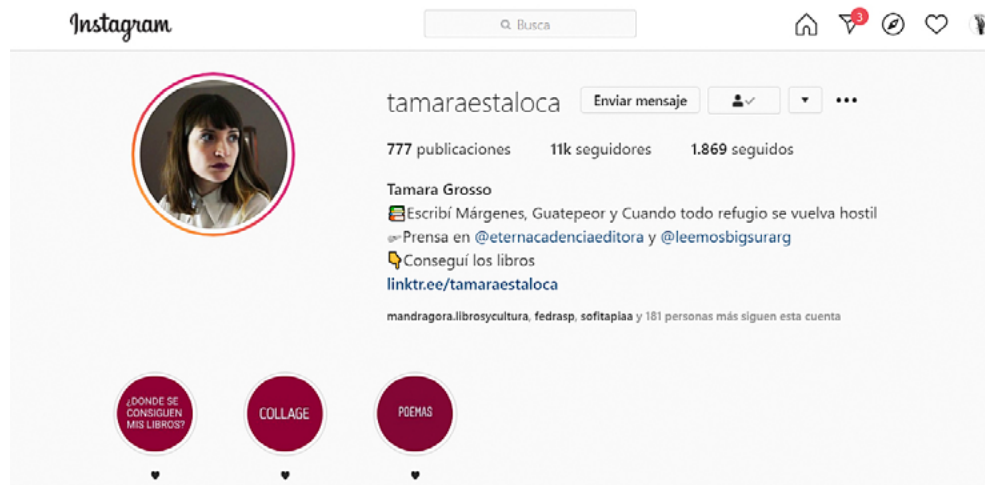 Instagram
Busca
3
tamaraestaloca
Enviar mensaje
777 publicaciones 11k seguidores 1.869 seguidos
Tamara Grosso
Escribí Márgenes, Guatepeor y Cuando todo refugio se vuelva hostil
Prensa en @eternacadenciaeditora y @leemosbigsurarg
Conseguí los libros
linktr.ee/tamaraestaloca
mandragora.librosycultura, fedrasp, sofitapiaa y 181 personas más siguen esta cuenta
¿DONDE SE
CONSIGUEN
MIS LIBROS?
COLLAGE
POEMAS